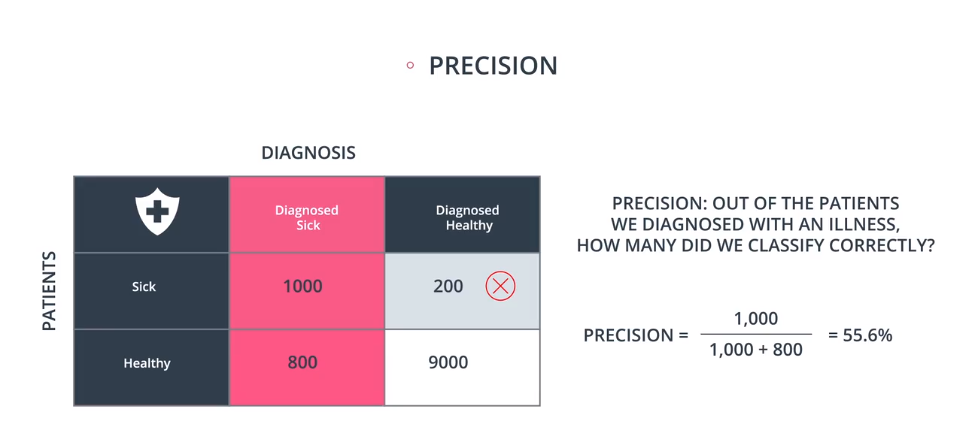 PRECISION
DIAGNOSIS
PATIENTS
Diagnosed
Sick
Diagnosed
Healthy
Sick
1000
200
Healthy
800
9000
PRECISION: OUT OF THE PATIENTS
WE DIAGNOSED WITH AN ILLNESS,
HOW MANY DID WE CLASSIFY CORRECTLY?
PRECISION =
1,000
1,000 + 800
= 55.6%